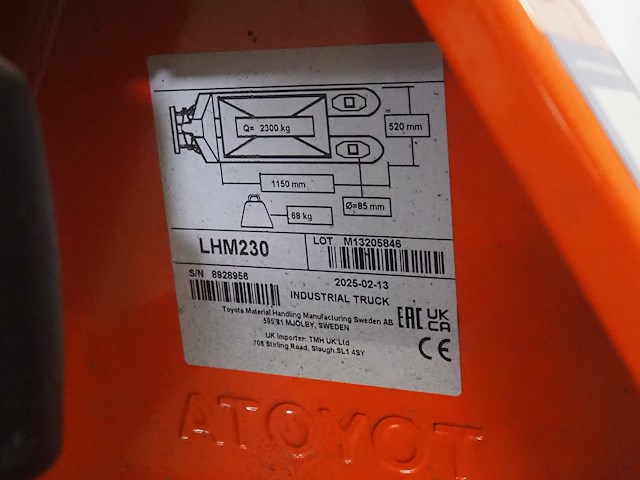 Q= 2300 kg
520 mm
1150 mm
Ø=85 mm
68 kg
LHM230
LOT M13205846
S/N 8928956
2025-02-13
INDUSTRIAL TRUCK
Toyota Material Handling Manufacturing Sweden AB
595 81 MJÖLBY, SWEDEN
UK Importer: TMH UK Ltd
706 Stirling Road, Slough SL1 4SY
EAC
UK
CA
CE
TOYOTA